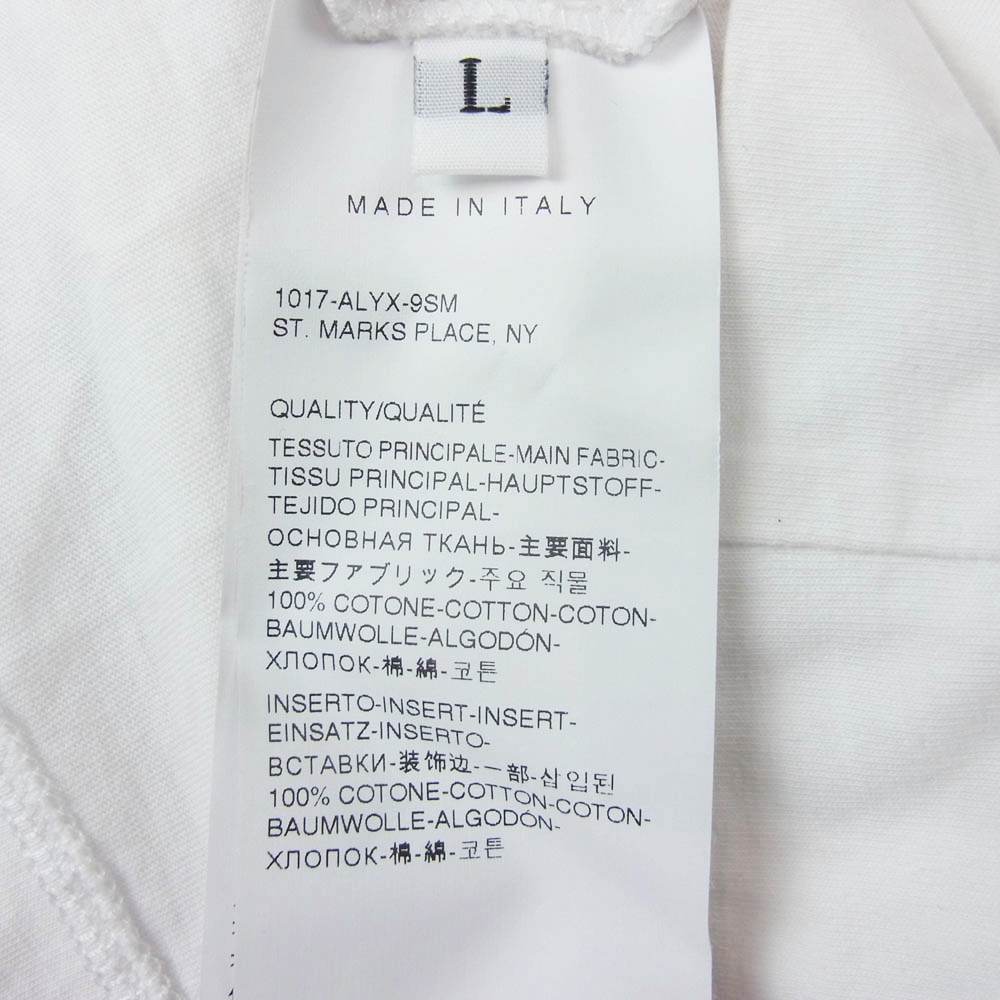 L
MADE IN ITALY
1017-ALYX-9SM
ST. MARKS PLACE, NY
QUALITY/QUALITÉ
TESSUTO PRINCIPALE-MAIN FABRIC-
TISSU PRINCIPAL-HAUPTSTOFF-
TEJIDO PRINCIPAL-
ОСНОВНАЯ ТКАНЬ-主要面料-
主要ファブリック-주요 직물
100% COTONE-COTTON-COTON-
BAUMWOLLE-ALGODÓN-
ХЛОПОК-棉-綿-코튼
INSERTO-INSERT-INSERT-
EINSATZ-INSERTO-
ВСТАВКИ-装饰边-一部-삽입된
100% COTONE-COTTON-COTON-
BAUMWOLLE-ALGODÓN-
ХЛОПОК-棉-綿-코튼